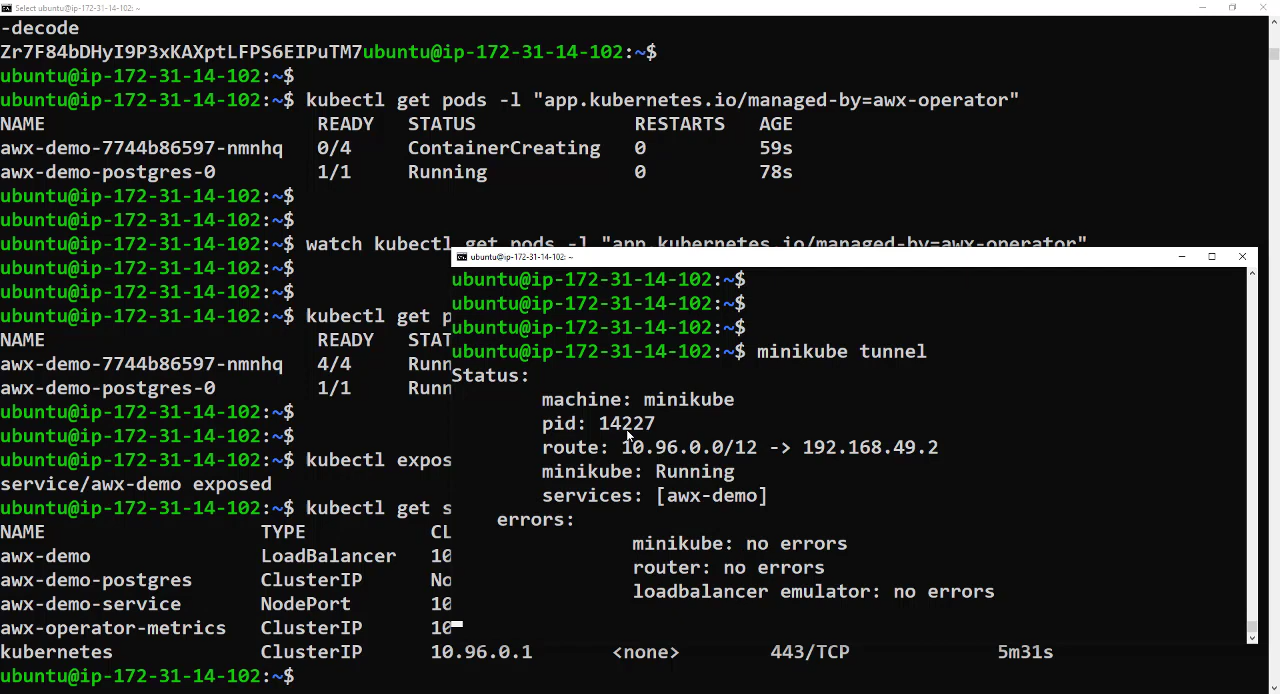 Select ubuntu@ip-172-31-14-102: ~
-decode
Zr7F84bDHyI9P3xKAXptLFPS6EIPuTM7ubuntu@ip-172-31-14-102:~$
ubuntu@ip-172-31-14-102:~$
ubuntu@ip-172-31-14-102:~$ kubectl get pods -l "app.kubernetes.io/managed-by=awx-operator"
NAME READY STATUS RESTARTS AGE
awx-demo-7744b86597-nmnhq 0/4 ContainerCreating 0 59s
awx-demo-postgres-0 1/1 Running 0 78s
ubuntu@ip-172-31-14-102:~$
ubuntu@ip-172-31-14-102:~$
ubuntu@ip-172-31-14-102:~$ watch kubectl get pods -l "app.kubernetes.io/managed-by=awx-operator"
ubuntu@ip-172-31-14-102:~$
ubuntu@ip-172-31-14-102:~$
ubuntu@ip-172-31-14-102:~$ kubectl get p
NAME READY STAT
awx-demo-7744b86597-nmnhq 4/4 Runn
awx-demo-postgres-0 1/1 Runn
ubuntu@ip-172-31-14-102:~$
ubuntu@ip-172-31-14-102:~$
ubuntu@ip-172-31-14-102:~$ kubectl expos
service/awx-demo exposed
ubuntu@ip-172-31-14-102:~$ kubectl get s
NAME TYPE CL
awx-demo LoadBalancer 10
awx-demo-postgres ClusterIP No
awx-demo-service NodePort 10
awx-operator-metrics ClusterIP 10
kubernetes ClusterIP 10.96.0.1 <none> 443/TCP 5m31s
ubuntu@ip-172-31-14-102:~$
ubuntu@ip-172-31-14-102: ~
ubuntu@ip-172-31-14-102:~$
ubuntu@ip-172-31-14-102:~$
ubuntu@ip-172-31-14-102:~$
ubuntu@ip-172-31-14-102:~$ minikube tunnel
Status:
machine: minikube
pid: 14227
route: 10.96.0.0/12 -> 192.168.49.2
minikube: Running
services: [awx-demo]
errors:
minikube: no errors
router: no errors
loadbalancer emulator: no errors